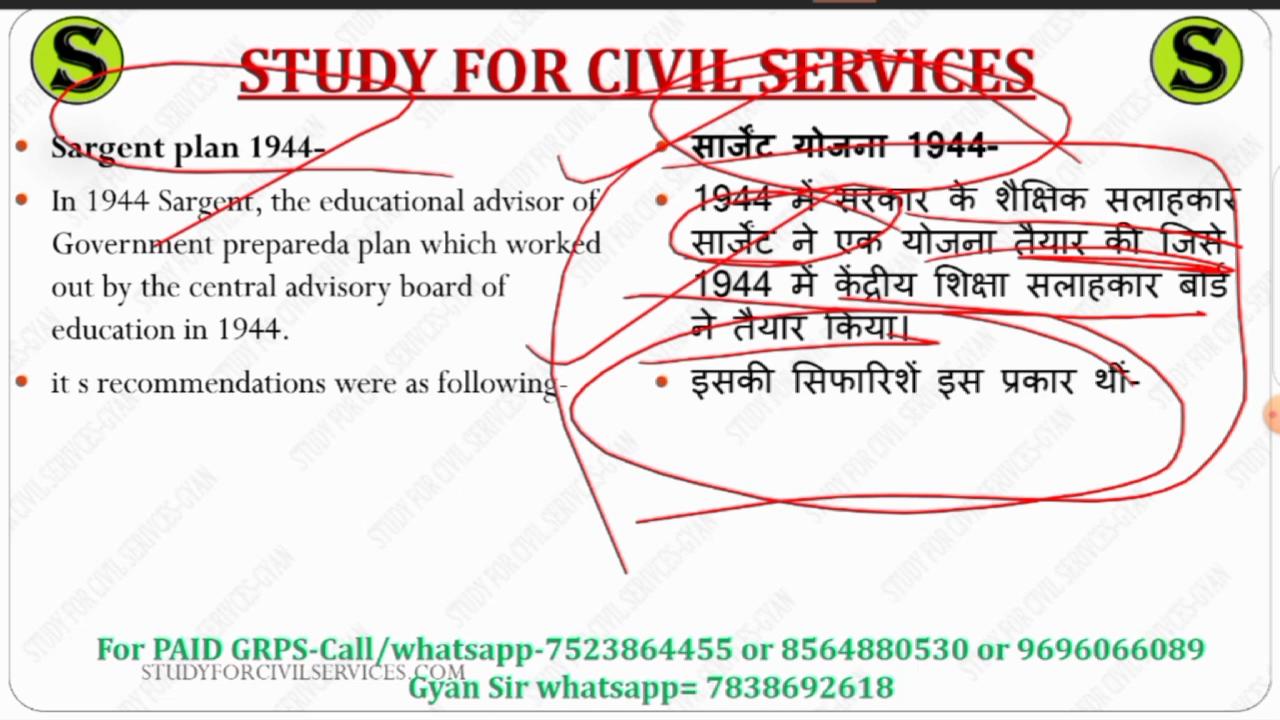 STUDY FOR CIVIL SERVICES
Sargent plan 1944-
In 1944 Sargent, the educational advisor of
Government prepareda plan which worked
out by the central advisory board of
education in 1944.
it s recommendations were as following-
सार्जेंट योजना 1944-
1944 में सरकार के शैक्षिक सलाहकार
सार्जेंट ने एक योजना तैयार की जिसे
1944 में केंद्रीय शिक्षा सलाहकार बोर्ड
ने तैयार किया।
इसकी सिफारिशें इस प्रकार थीं-
For PAID GRPS-Call/whatsapp-7523864455 or 8564880530 or 9696066089
STUDYFORCIVILSERVICES.COM
Gyan Sir whatsapp= 7838692618